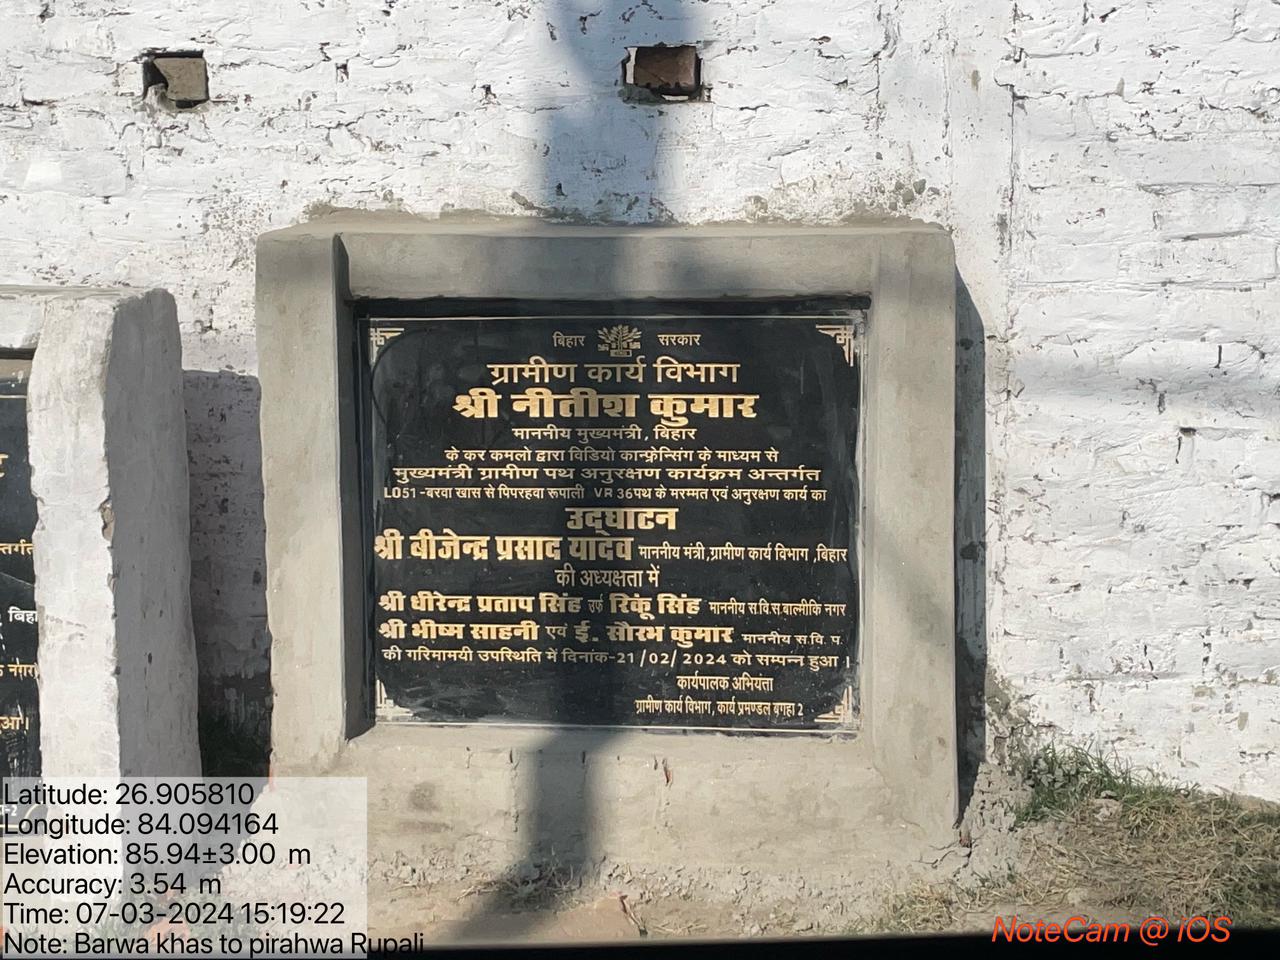 बिहार सरकार
ग्रामीण कार्य विभाग
श्री नीतीश कुमार
माननीय मुख्यमंत्री, बिहार
के कर कमलो द्वारा विडियो कान्फ्रेन्सिंग के माध्यम से
मुख्यमंत्री ग्रामीण पथ अनुरक्षण कार्यक्रम अन्तर्गत
L051-बरवा खास से पिपरहवा रूपाली VR 36पथ के मरम्मत एवं अनुरक्षण कार्य का
उद्घाटन
श्री बीजेन्द्र प्रसाद यादव माननीय मंत्री,ग्रामीण कार्य विभाग ,बिहार
की अध्यक्षता में
श्री धीरेन्द्र प्रताप सिंह उर्फ रिकूं सिंह माननीय स.वि.स.बाल्मीकि नगर
श्री भीष्म साहनी एवं ई. सौरभ कुमार माननीय स.वि. प.
की गरिमामयी उपस्थिति में दिनांक-21/02/2024 को सम्पन्न हुआ ।
कार्यपालक अभियंता
ग्रामीण कार्य विभाग, कार्य प्रमण्डल बगहा 2
Latitude: 26.905810
Longitude: 84.094164
Elevation: 85.94±3.00 m
Accuracy: 3.54 m
Time: 07-03-2024 15:19:22
Note: Barwa khas to pirahwa Rupali
NoteCam @ iOS